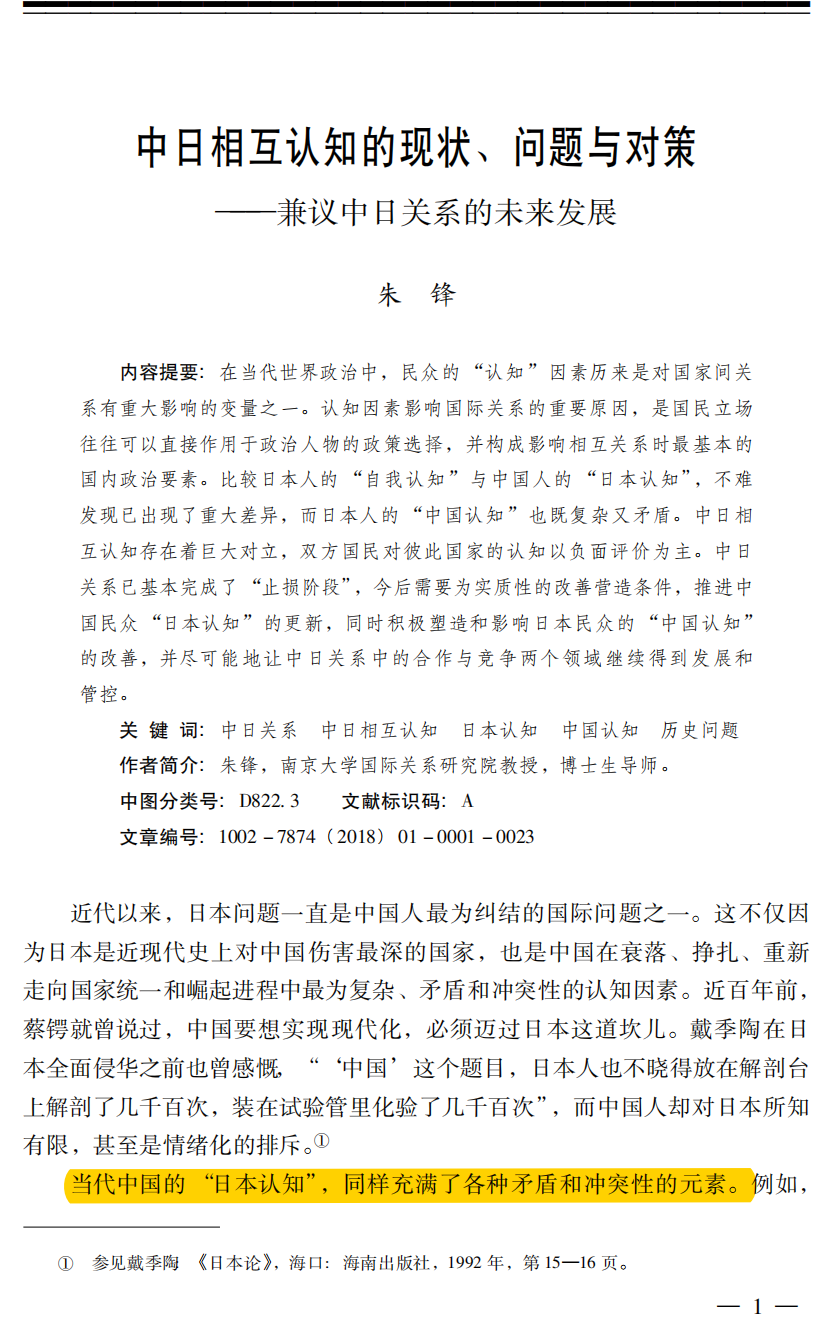 中日相互认知的现状、问题与对策
——兼议中日关系的未来发展
朱 锋
内容提要：在当代世界政治中，民众的“认知”因素历来是对国家间关
系有重大影响的变量之一。认知因素影响国际关系的重要原因，是国民立场
往往可以直接作用于政治人物的政策选择，并构成影响相互关系时最基本的
国内政治要素。比较日本人的“自我认知”与中国人的“日本认知”，不难
发现已出现了重大差异，而日本人的“中国认知”也既复杂又矛盾。中日相
互认知存在着巨大对立，双方国民对彼此国家的认知以负面评价为主。中日
关系已基本完成了“止损阶段”，今后需要为实质性的改善营造条件，推进中
国民众“日本认知”的更新，同时积极塑造和影响日本民众的“中国认知”
的改善，并尽可能地让中日关系中的合作与竞争两个领域继续得到发展和
管控。
关 键 词：中日关系 中日相互认知 日本认知 中国认知 历史问题
作者简介：朱锋，南京大学国际关系研究院教授，博士生导师。
中图分类号：D822.3 文献标识码：A
文章编号：1002-7874（2018）01-0001-0023
近代以来，日本问题一直是中国人最为纠结的国际问题之一。这不仅因
为日本是近现代史上对中国伤害最深的国家，也是中国在衰落、挣扎、重新
走向国家统一和崛起进程中最为复杂、矛盾和冲突性的认知因素。近百年前，
蔡锷就曾说过，中国要想实现现代化，必须迈过日本这道坎儿。戴季陶在日
本全面侵华之前也曾感慨，“‘中国’这个题目，日本人也不晓得放在解剖台
上解剖了几千百次，装在试验管里化验了几千百次”，而中国人却对日本所知
有限，甚至是情绪化的排斥。①
当代中国的“日本认知”，同样充满了各种矛盾和冲突性的元素。例如，
① 参见戴季陶：《日本论》，海口：海南出版社，1992年，第15—16页。
— 1 —